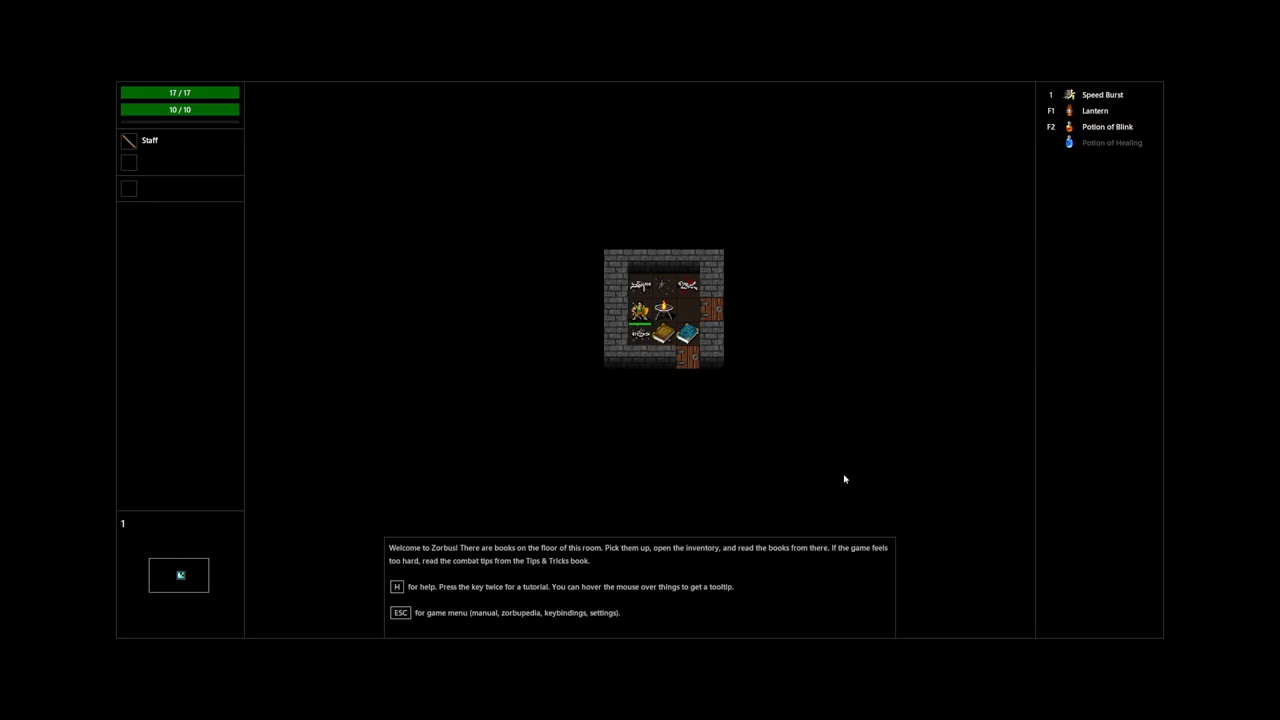 17 / 17
10 / 10
Staff
1
1 Speed Burst
F1 Lantern
F2 Potion of Blink
Potion of Healing
Welcome to Zorbus! There are books on the floor of this room. Pick them up, open the inventory, and read the books from there. If the game feels
too hard, read the combat tips from the Tips & Tricks book.
H for help. Press the key twice for a tutorial. You can hover the mouse over things to get a tooltip.
ESC for game menu (manual, zorbupedia, keybindings, settings).